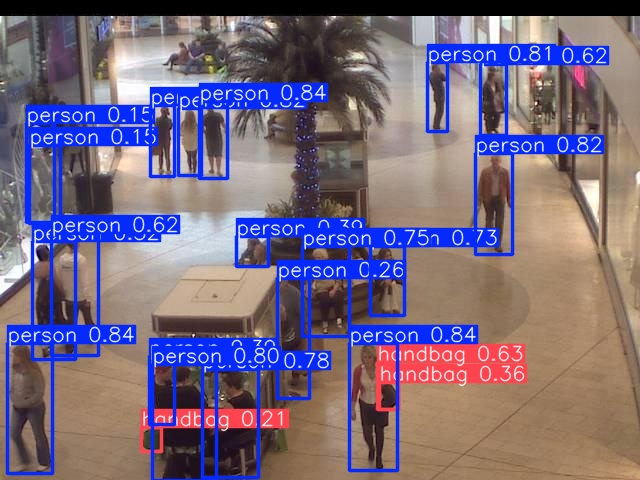 person 0.81 0.62
person 0.84
person 0.15
person 0.15
person 0.82
person 0.62
person 0.75 0.73
person 0.26
person 0.84
person 0.84
handbag 0.63
handbag 0.36
person 0.80 0.78
handbag 0.21